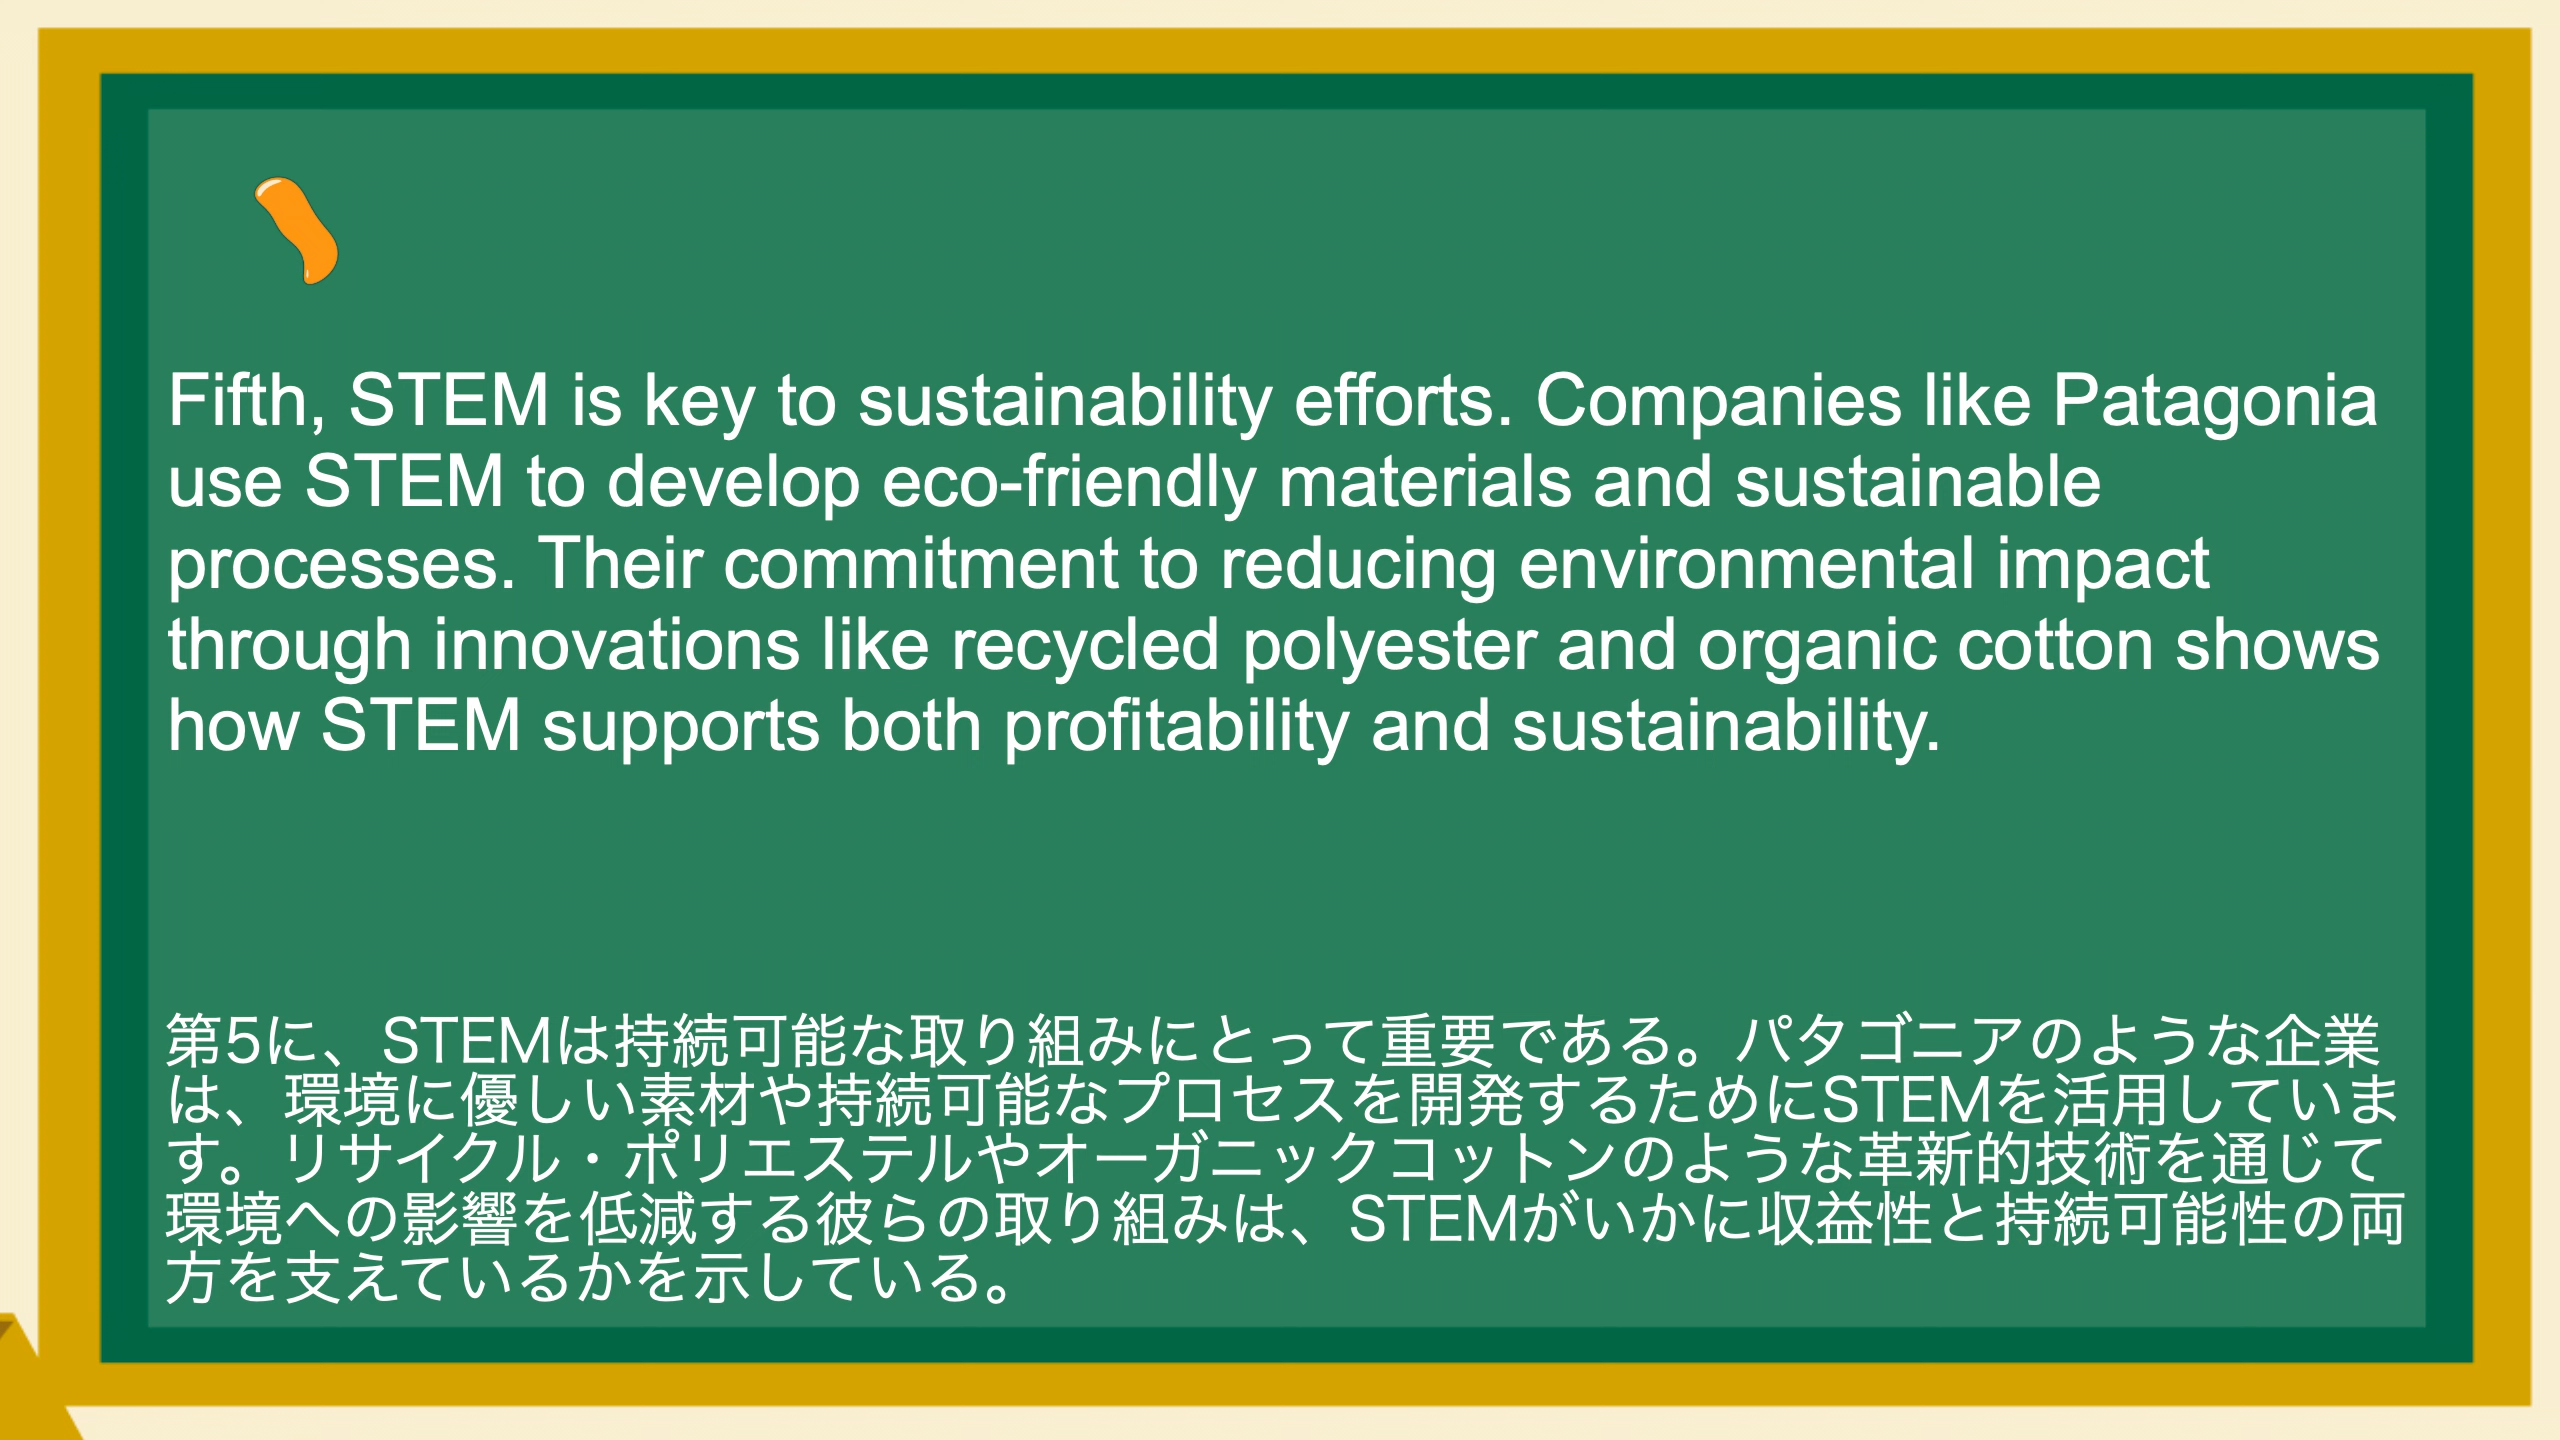 Fifth, STEM is key to sustainability efforts. Companies like Patagonia
use STEM to develop eco-friendly materials and sustainable
processes. Their commitment to reducing environmental impact
through innovations like recycled polyester and organic cotton shows
how STEM supports both profitability and sustainability.
第5に、STEMは持続可能な取り組みにとって重要である。パタゴニアのような企業
は、環境に優しい素材や持続可能なプロセスを開発するためにSTEMを活用していま
す。リサイクル・ポリエステルやオーガニックコットンのような革新的技術を通じて
環境への影響を低減する彼らの取り組みは、STEMがいかに収益性と持続可能性の両
方を支えているかを示している。